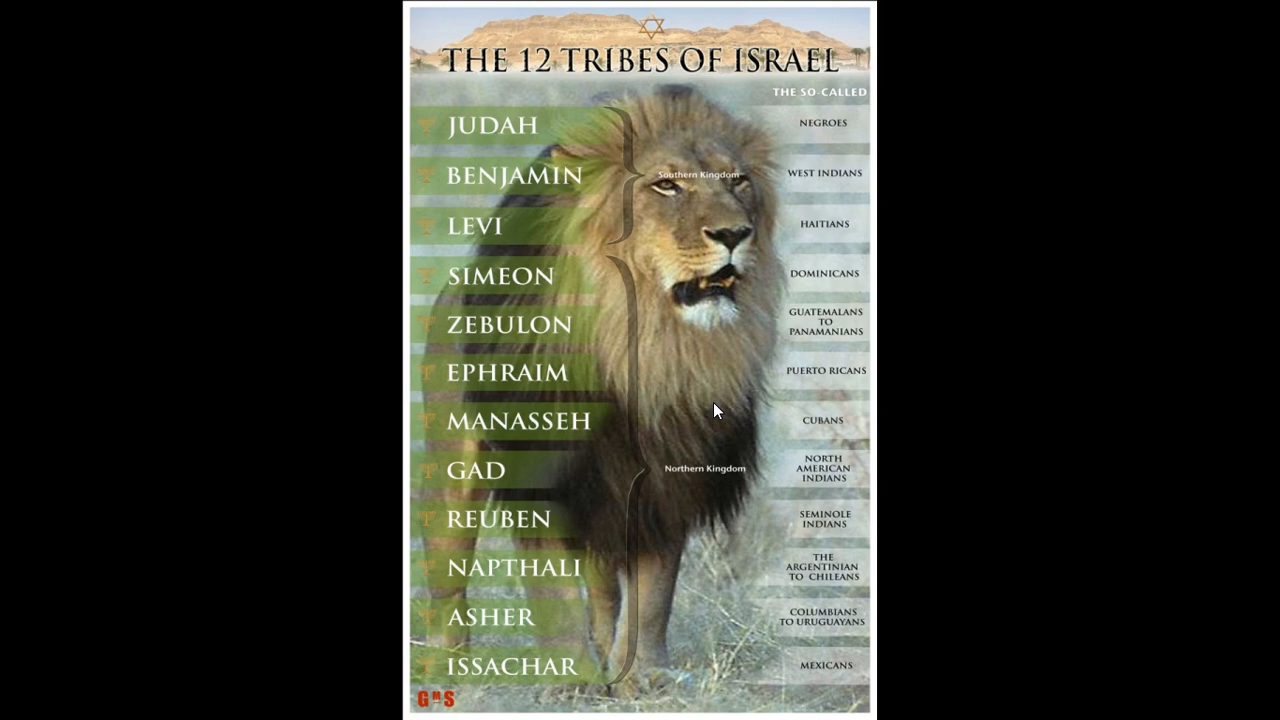 THE 12 TRIBES OF ISRAEL
THE SO-CALLED
JUDAH
NEGROES
BENJAMIN
Southern Kingdom
WEST INDIANS
LEVI
HAITIANS
SIMEON
DOMINICANS
ZEBULON
GUATEMALANS
TO
PANAMANIANS
EPHRAIM
PUERTO RICANS
MANASSEH
CUBANS
GAD
Northern Kingdom
NORTH
AMERICAN
INDIANS
REUBEN
SEMINOLE
INDIANS
NAPTHALI
THE
ARGENTINIAN
TO CHILEANS
ASHER
COLUMBIANS
TO URUGUAYANS
ISSACHAR
MEXICANS
GMS